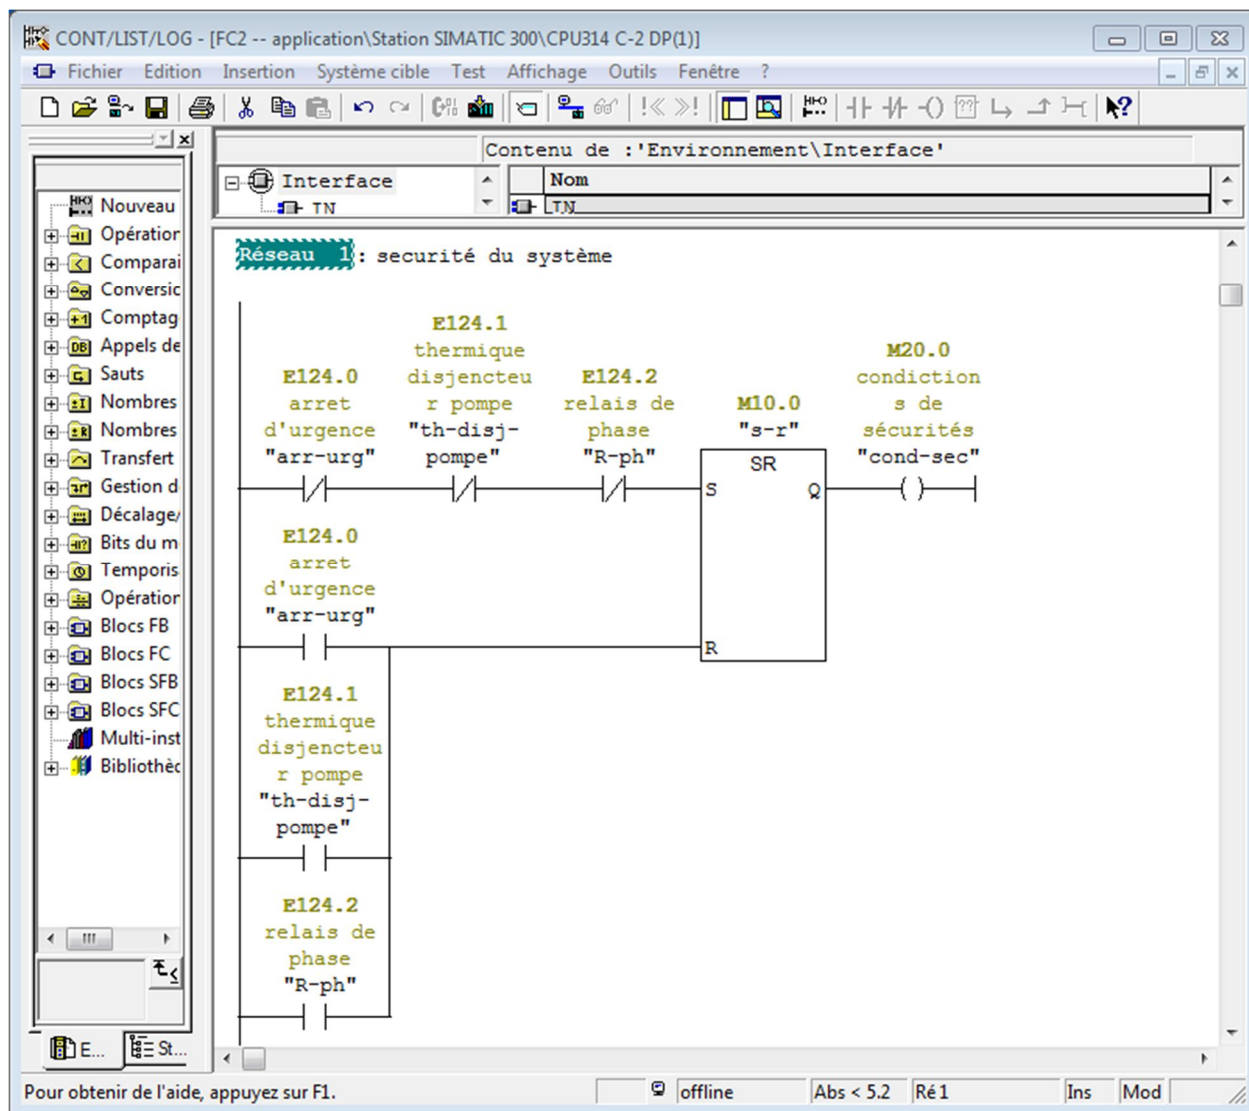 CONT/LIST/LOG - [FC2 -- application\Station SIMATIC 300\CPU314 C-2 DP(1)]
Fichier Edition Insertion Système cible Test Affichage Outils Fenêtre ?
Contenu de :'Environnement\Interface'
Interface
IN
Nom
IN
Nouveau
Opération
Comparai
Conversic
Comptag
Appels de
Sauts
Nombres
Nombres
Transfert
Gestion d
Décalage/
Bits du m
Temporis
Opération
Blocs FB
Blocs FC
Blocs SFB
Blocs SFC
Multi-inst
Bibliothèc
E...
St...
Réseau 1 : securité du système
E124.0
arret
d'urgence
"arr-urg"
E124.1
thermique
disjencteu
r pompe
"th-disj-
pompe"
E124.2
relais de
phase
"R-ph"
M10.0
"s-r"
SR
S
Q
R
M20.0
condiction
s de
sécurités
"cond-sec"
E124.0
arret
d'urgence
"arr-urg"
E124.1
thermique
disjencteu
r pompe
"th-disj-
pompe"
E124.2
relais de
phase
"R-ph"
Pour obtenir de l'aide, appuyez sur F1.
offline
Abs < 5.2
Ré 1
Ins
Mod